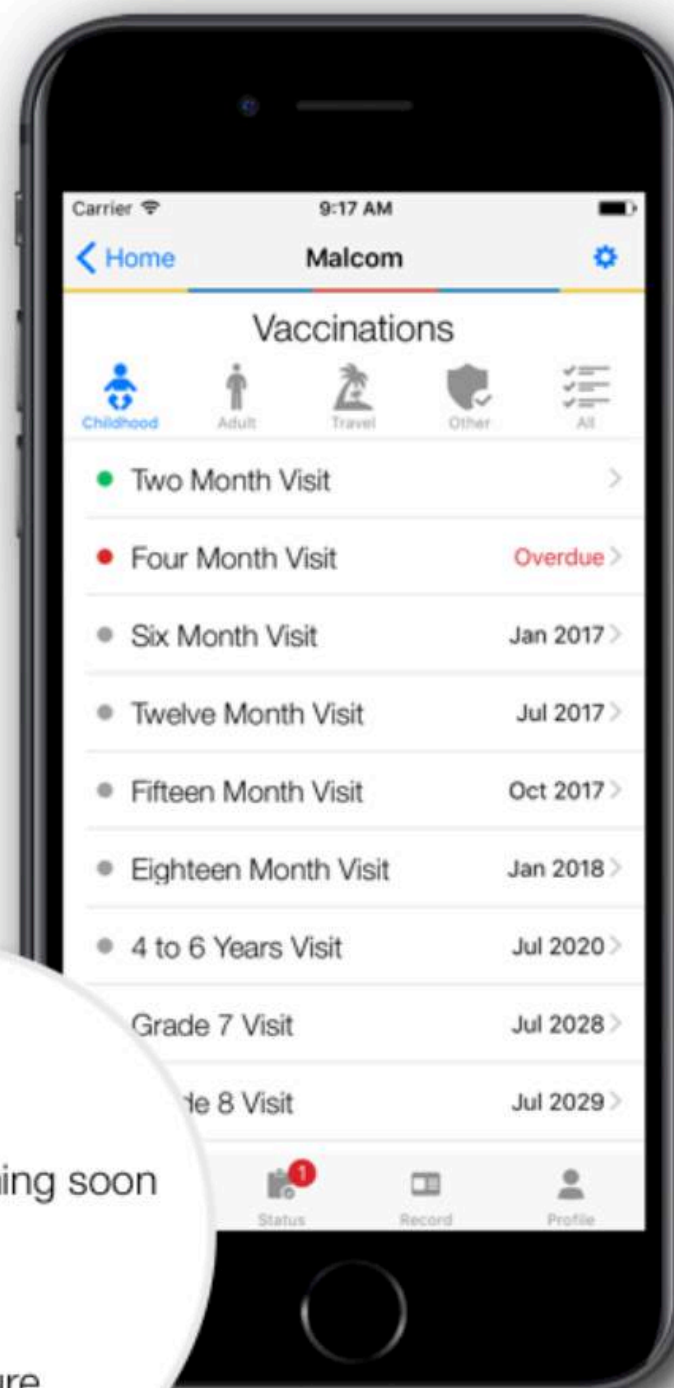 Carrier 9:17 AM
Home Malcom
Vaccinations
Childhood Adult Travel Other All
Two Month Visit
Four Month Visit Overdue
Six Month Visit Jan 2017
Twelve Month Visit Jul 2017
Fifteen Month Visit Oct 2017
Eighteen Month Visit Jan 2018
4 to 6 Years Visit Jul 2020
Grade 7 Visit Jul 2028
8 Visit Jul 2029
soon
1
Status Record Profile